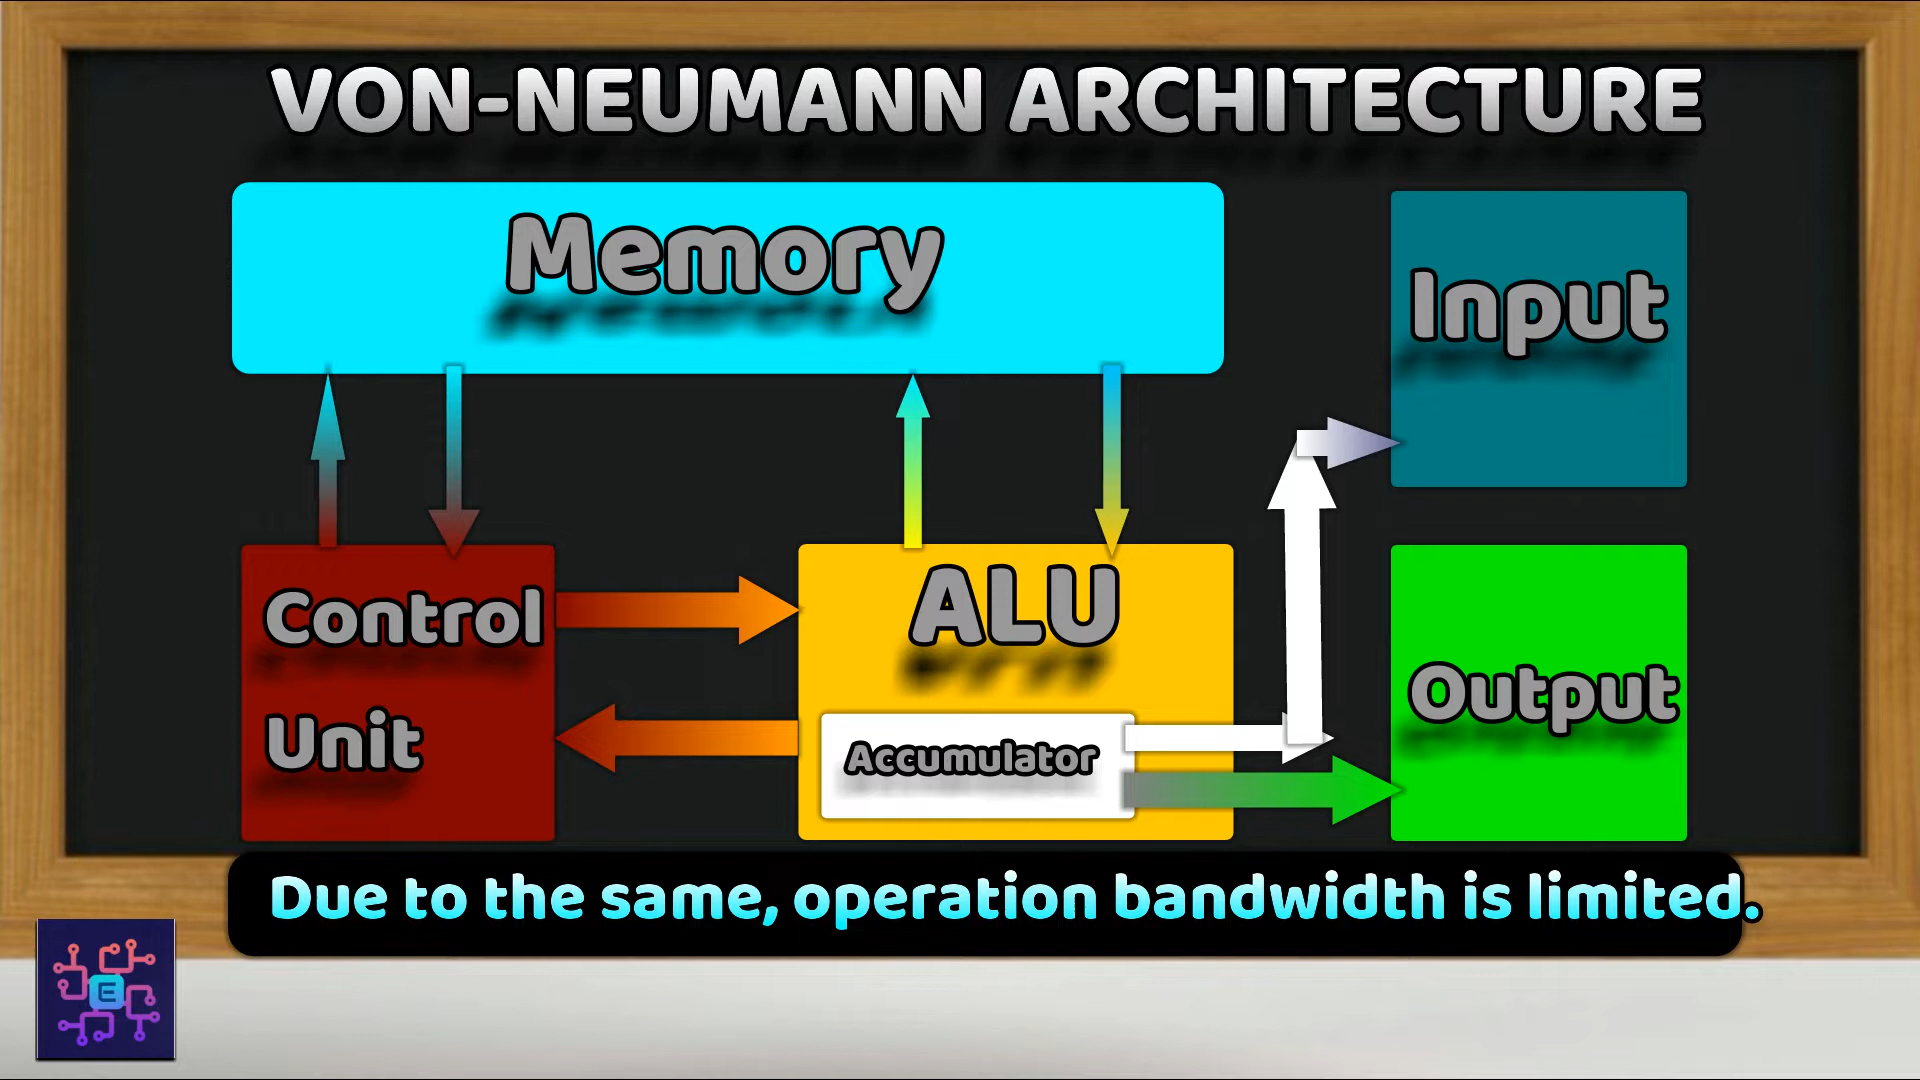 VON-NEUMANN ARCHITECTURE
Memory
Input
Control
Unit
ALU
Accumulator
Output
Due to the same, operation bandwidth is limited.
E